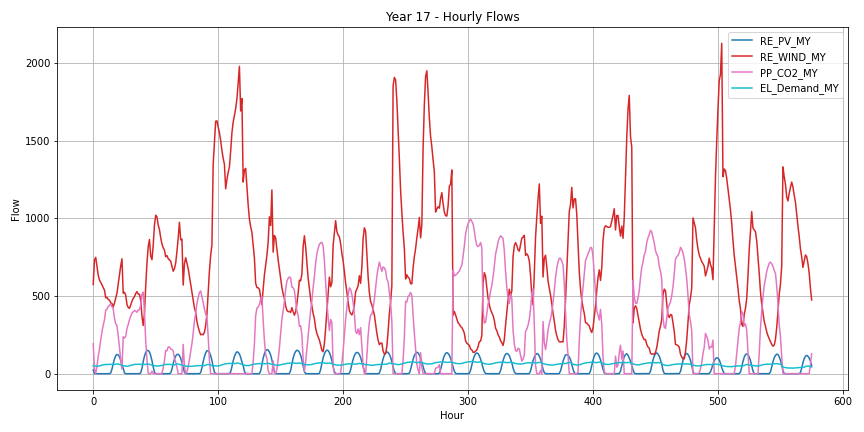 Year 17 - Hourly Flows
RE_PV_MY
RE_WIND_MY
PP_CO2_MY
EL_Demand_MY
2000
1500
1000
500
0
Flow
0 100 200 300 400 500 600
Hour